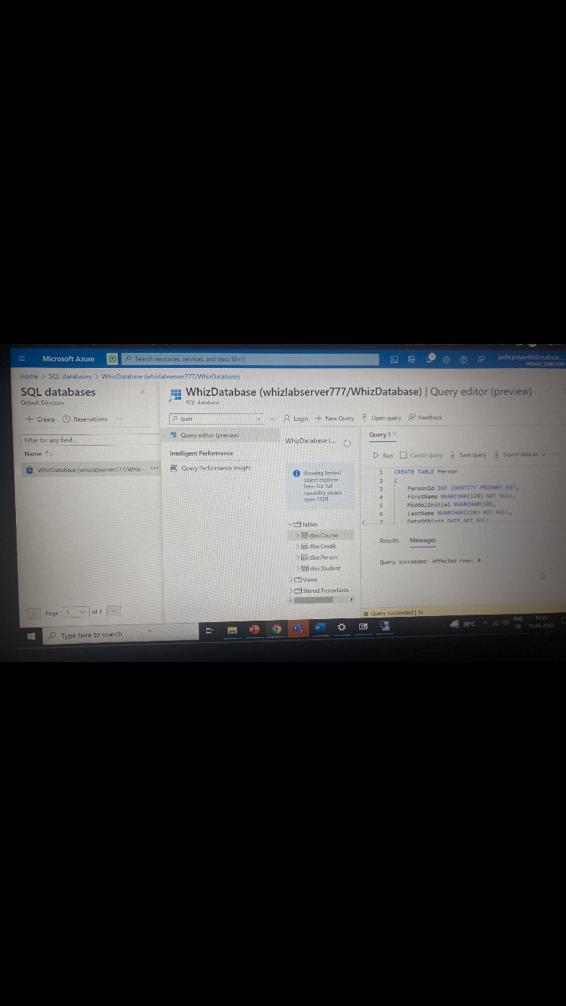 Microsoft Azure
Search resources, services, and docs (G+/)
Home > SQL databases > WhizDatabase (whizlabserver777/WhizDatabase)
SQL databases
Default Directory
+ Create
Reservations
Filter for any field...
Name
WhizDatabase (whizlabserver777/Whiz
Page 1 of 1
WhizDatabase (whizlabserver777/WhizDatabase) | Query editor (preview)
SQL database
quer
Query editor (preview)
Intelligent Performance
Query Performance Insight
Login
+ New Query
Open query
Feedback
WhizDatabase (...
Showing limited
object explorer
here. For full
capability please
open SSDT.
Tables
dbo.Course
dbo.Credit
dbo.Person
dbo.Student
Views
Stored Procedures
Query 1
Run
Cancel query
Save query
Export data as
1 CREATE TABLE Person
2 (
3 PersonId INT IDENTITY PRIMARY KEY,
4 FirstName NVARCHAR(128) NOT NULL,
5 MiddelInitial NVARCHAR(10),
6 LastName NVARCHAR(128) NOT NULL,
7 DateOfBirth DATE NOT NULL
Results
Messages
Query succeeded: Affected rows: 0
Query succeeded | 1s
Type here to search